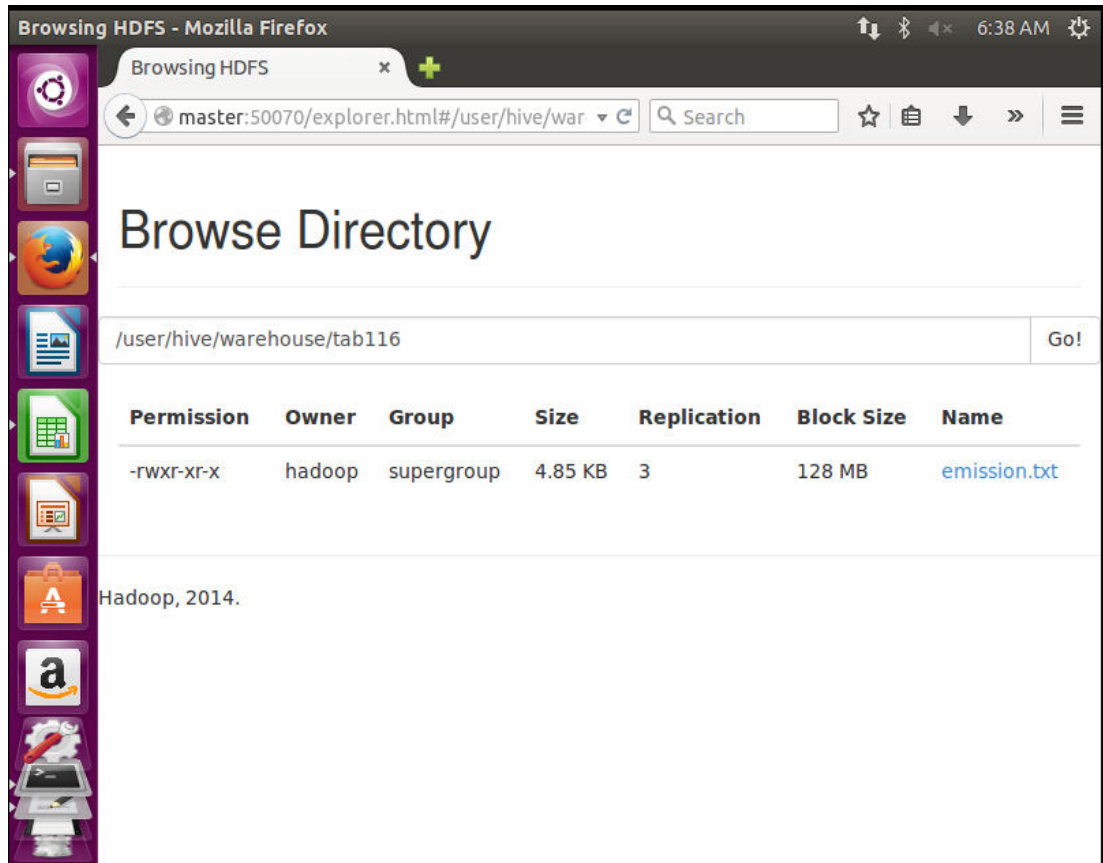 Browsing HDFS - Mozilla Firefox 6:38 AM
Browsing HDFS
master:50070/explorer.html#/user/hive/war Search
Browse Directory
/user/hive/warehouse/tab116 Go!
Permission Owner Group Size Replication Block Size Name
-rwxr-xr-x hadoop supergroup 4.85 KB 3 128 MB emission.txt
Hadoop, 2014.